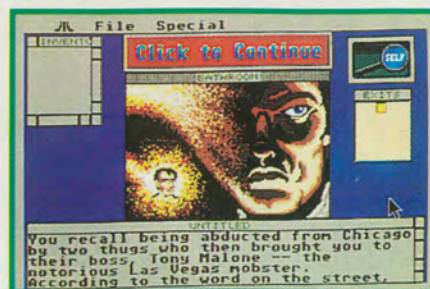 File Special
INVENTO
Click to Continue
SELF
BATHROOM
EXITS
UNTITLED
You recall being abducted from Chicago
by two thugs who then brought you to
their boss, Tony Malone -- the
notorious Las Vegas mobster.
According to the word on the street,